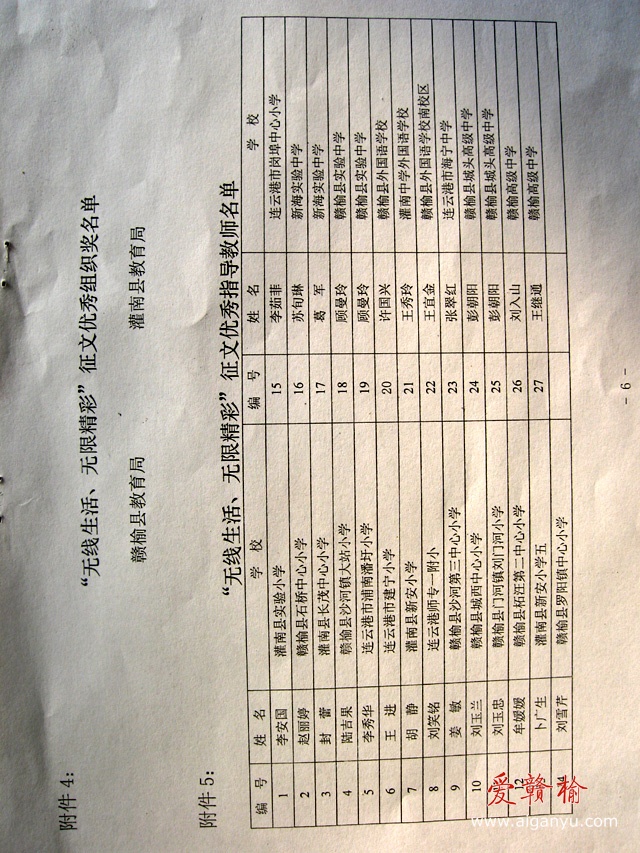 附件 4:
“无线生活、无限精彩”征文优秀组织奖名单
赣榆县教育局 灌南县教育局
附件 5:
“无线生活、无限精彩”征文优秀指导教师名单
编 号 姓 名 学 校 编 号 姓 名 学 校
1 李安国 灌南县实验小学 15 李茹菲 连云港市岗埠中心小学
2 赵丽婷 赣榆县石桥中心小学 16 苏旬琳 新海实验中学
3 封 蕾 灌南县长茂中心小学 17 葛 军 新海实验中学
4 陆吉果 赣榆县沙河镇大站小学 18 顾曼玲 赣榆县实验中学
5 李秀华 连云港市浦南潘圩小学 19 顾曼玲 赣榆县实验中学
6 王 进 连云港市建宁小学 20 许国兴 赣榆县外国语学校
7 胡 静 灌南县新安小学 21 王秀玲 灌南中学外国语学校
8 刘笑铭 连云港师专一附小 22 王宜金 赣榆县外国语学校南校区
9 姜 敏 赣榆县沙河第三中心小学 23 张翠红 连云港市海宁中学
10 刘玉兰 赣榆县城西中心小学 24 彭朝阳 赣榆县城头高级中学
刘玉忠 赣榆县门河镇刘门河小学 25 彭朝阳 赣榆县城头高级中学
12 牟媛媛 赣榆县柘汪第二中心小学 26 刘入山 赣榆高级中学
卜广生 灌南县新安小学五 27 王继通 赣榆高级中学
14 刘雪芹 赣榆县罗阳镇中心小学
- 6 -
爱赣榆
www.aiganyu.com